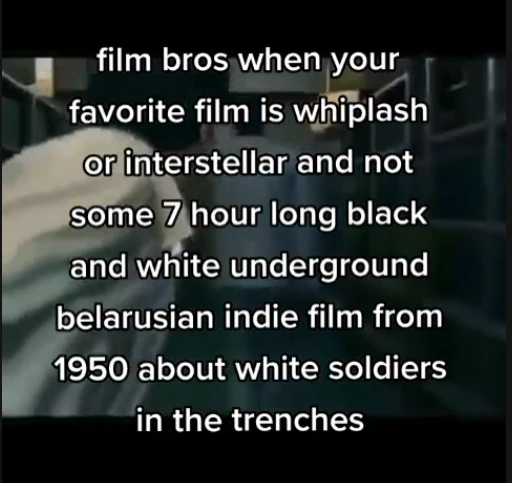 film bros when your
favorite film is whiplash
or interstellar and not
some 7 hour long black
and white underground
belarusian indie film from
1950 about white soldiers
in the trenches